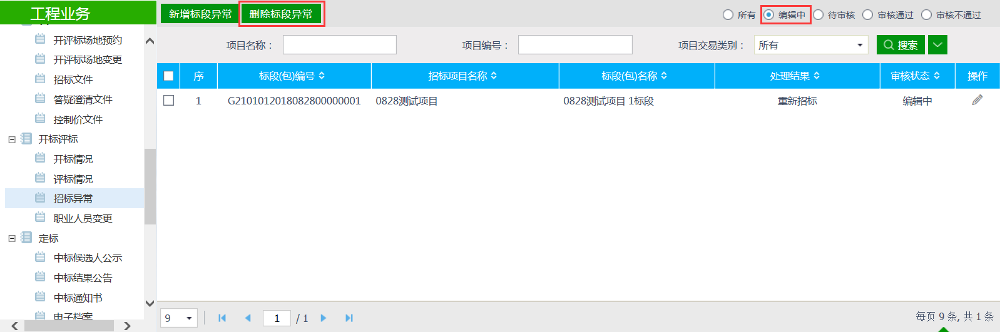 工程业务
新增标段异常 删除标段异常 所有 编辑中 待审核 审核通过 审核不通过
项目名称： 项目编号： 项目交易类别： 所有 搜索
开评标场地预约
开评标场地变更
招标文件
答疑澄清文件
控制价文件
开标评标
开标情况
评标情况
招标异常
职业人员变更
定标
中标候选人公示
中标结果公告
中标通知书
电子档案
序 标段(包)编号 招标项目名称 标段(包)名称 处理结果 审核状态 操作
1 G2101012018082800000001 0828测试项目 0828测试项目 1标段 重新招标 编辑中
9 1 / 1 每页 9 条, 共 1 条